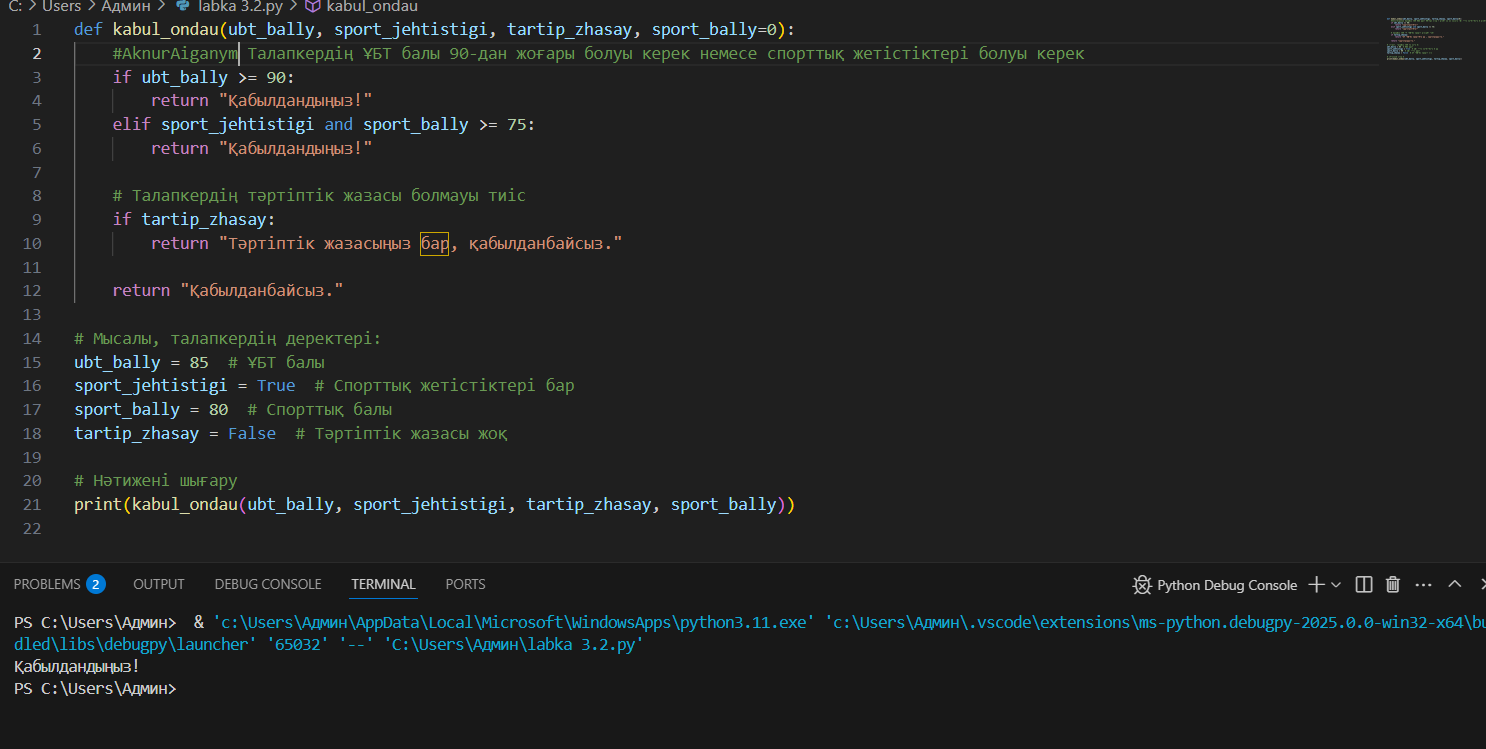 C: > Users > Админ > labka 3.2.py > kabul_ondau
1 def kabul_ondau(ubt_bally, sport_jehtistigi, tartip_zhasay, sport_bally=0):
2 #AknurAiganym Талапкердің ҰБТ балы 90-дан жоғары болуы керек немесе спорттық жетістіктері болуы керек
3 if ubt_bally >= 90:
4 return "Қабылдандыңыз!"
5 elif sport_jehtistigi and sport_bally >= 75:
6 return "Қабылдандыңыз!"
7
8 # Талапкердің тәртіптік жазасы болмауы тиіс
9 if tartip_zhasay:
10 return "Тәртіптік жазасыңыз бар, қабылданбайсыз."
11
12 return "Қабылданбайсыз."
13
14 # Мысалы, талапкердің деректері:
15 ubt_bally = 85 # ҰБТ балы
16 sport_jehtistigi = True # Спорттық жетістіктері бар
17 sport_bally = 80 # Спорттық балы
18 tartip_zhasay = False # Тәртіптік жазасы жоқ
19
20 # Нәтижені шығару
21 print(kabul_ondau(ubt_bally, sport_jehtistigi, tartip_zhasay, sport_bally))
22
PROBLEMS 2 OUTPUT DEBUG CONSOLE TERMINAL PORTS Python Debug Console
PS C:\Users\Админ> & 'c:\Users\Админ\AppData\Local\Microsoft\WindowsApps\python3.11.exe' 'c:\Users\Админ\.vscode\extensions\ms-python.debugpy-2025.0.0-win32-x64\bu
dled\libs\debugpy\launcher' '65032' '--' 'C:\Users\Админ\labka 3.2.py'
Қабылдандыңыз!
PS C:\Users\Админ>